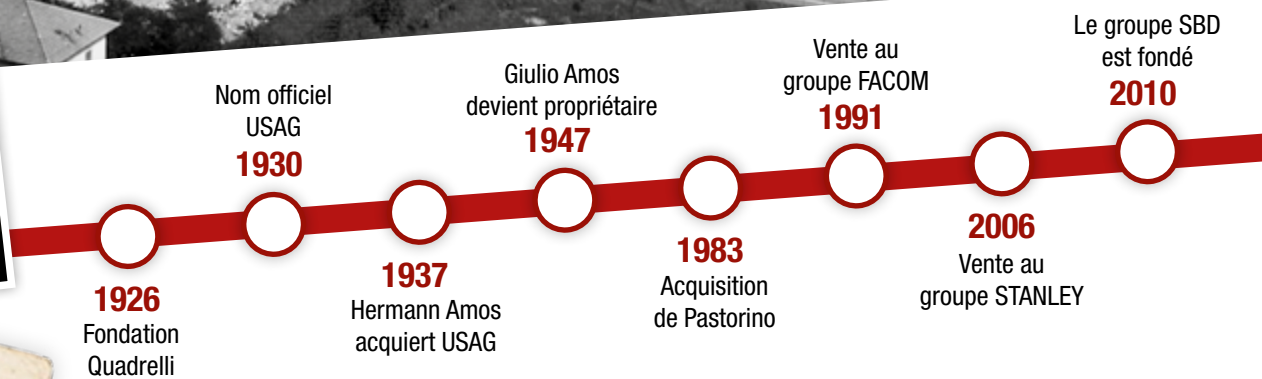 1926
Fondation
Quadrelli
Nom officiel
USAG
1930
1937
Hermann Amos
acquiert USAG
Giulio Amos
devient propriétaire
1947
1983
Acquisition
de Pastorino
Vente au
groupe FACOM
1991
2006
Vente au
groupe STANLEY
Le groupe SBD
est fondé
2010